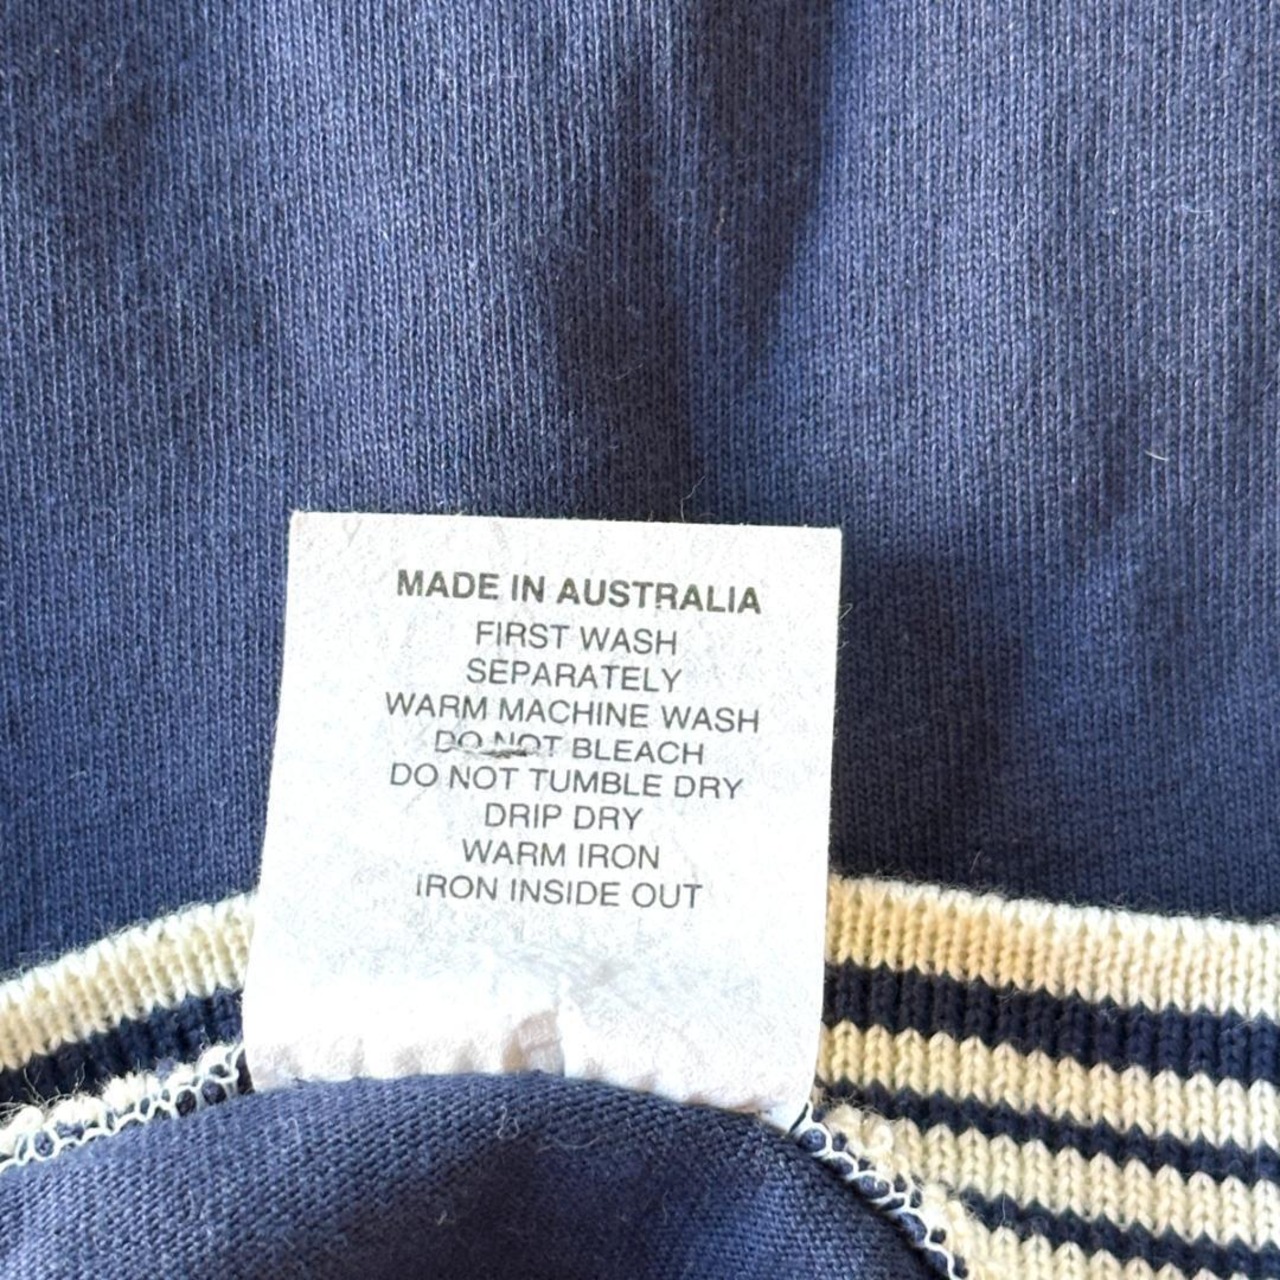 MADE IN AUSTRALIA
FIRST WASH
SEPARATELY
WARM MACHINE WASH
DO NOT BLEACH
DO NOT TUMBLE DRY
DRIP DRY
WARM IRON
IRON INSIDE OUT